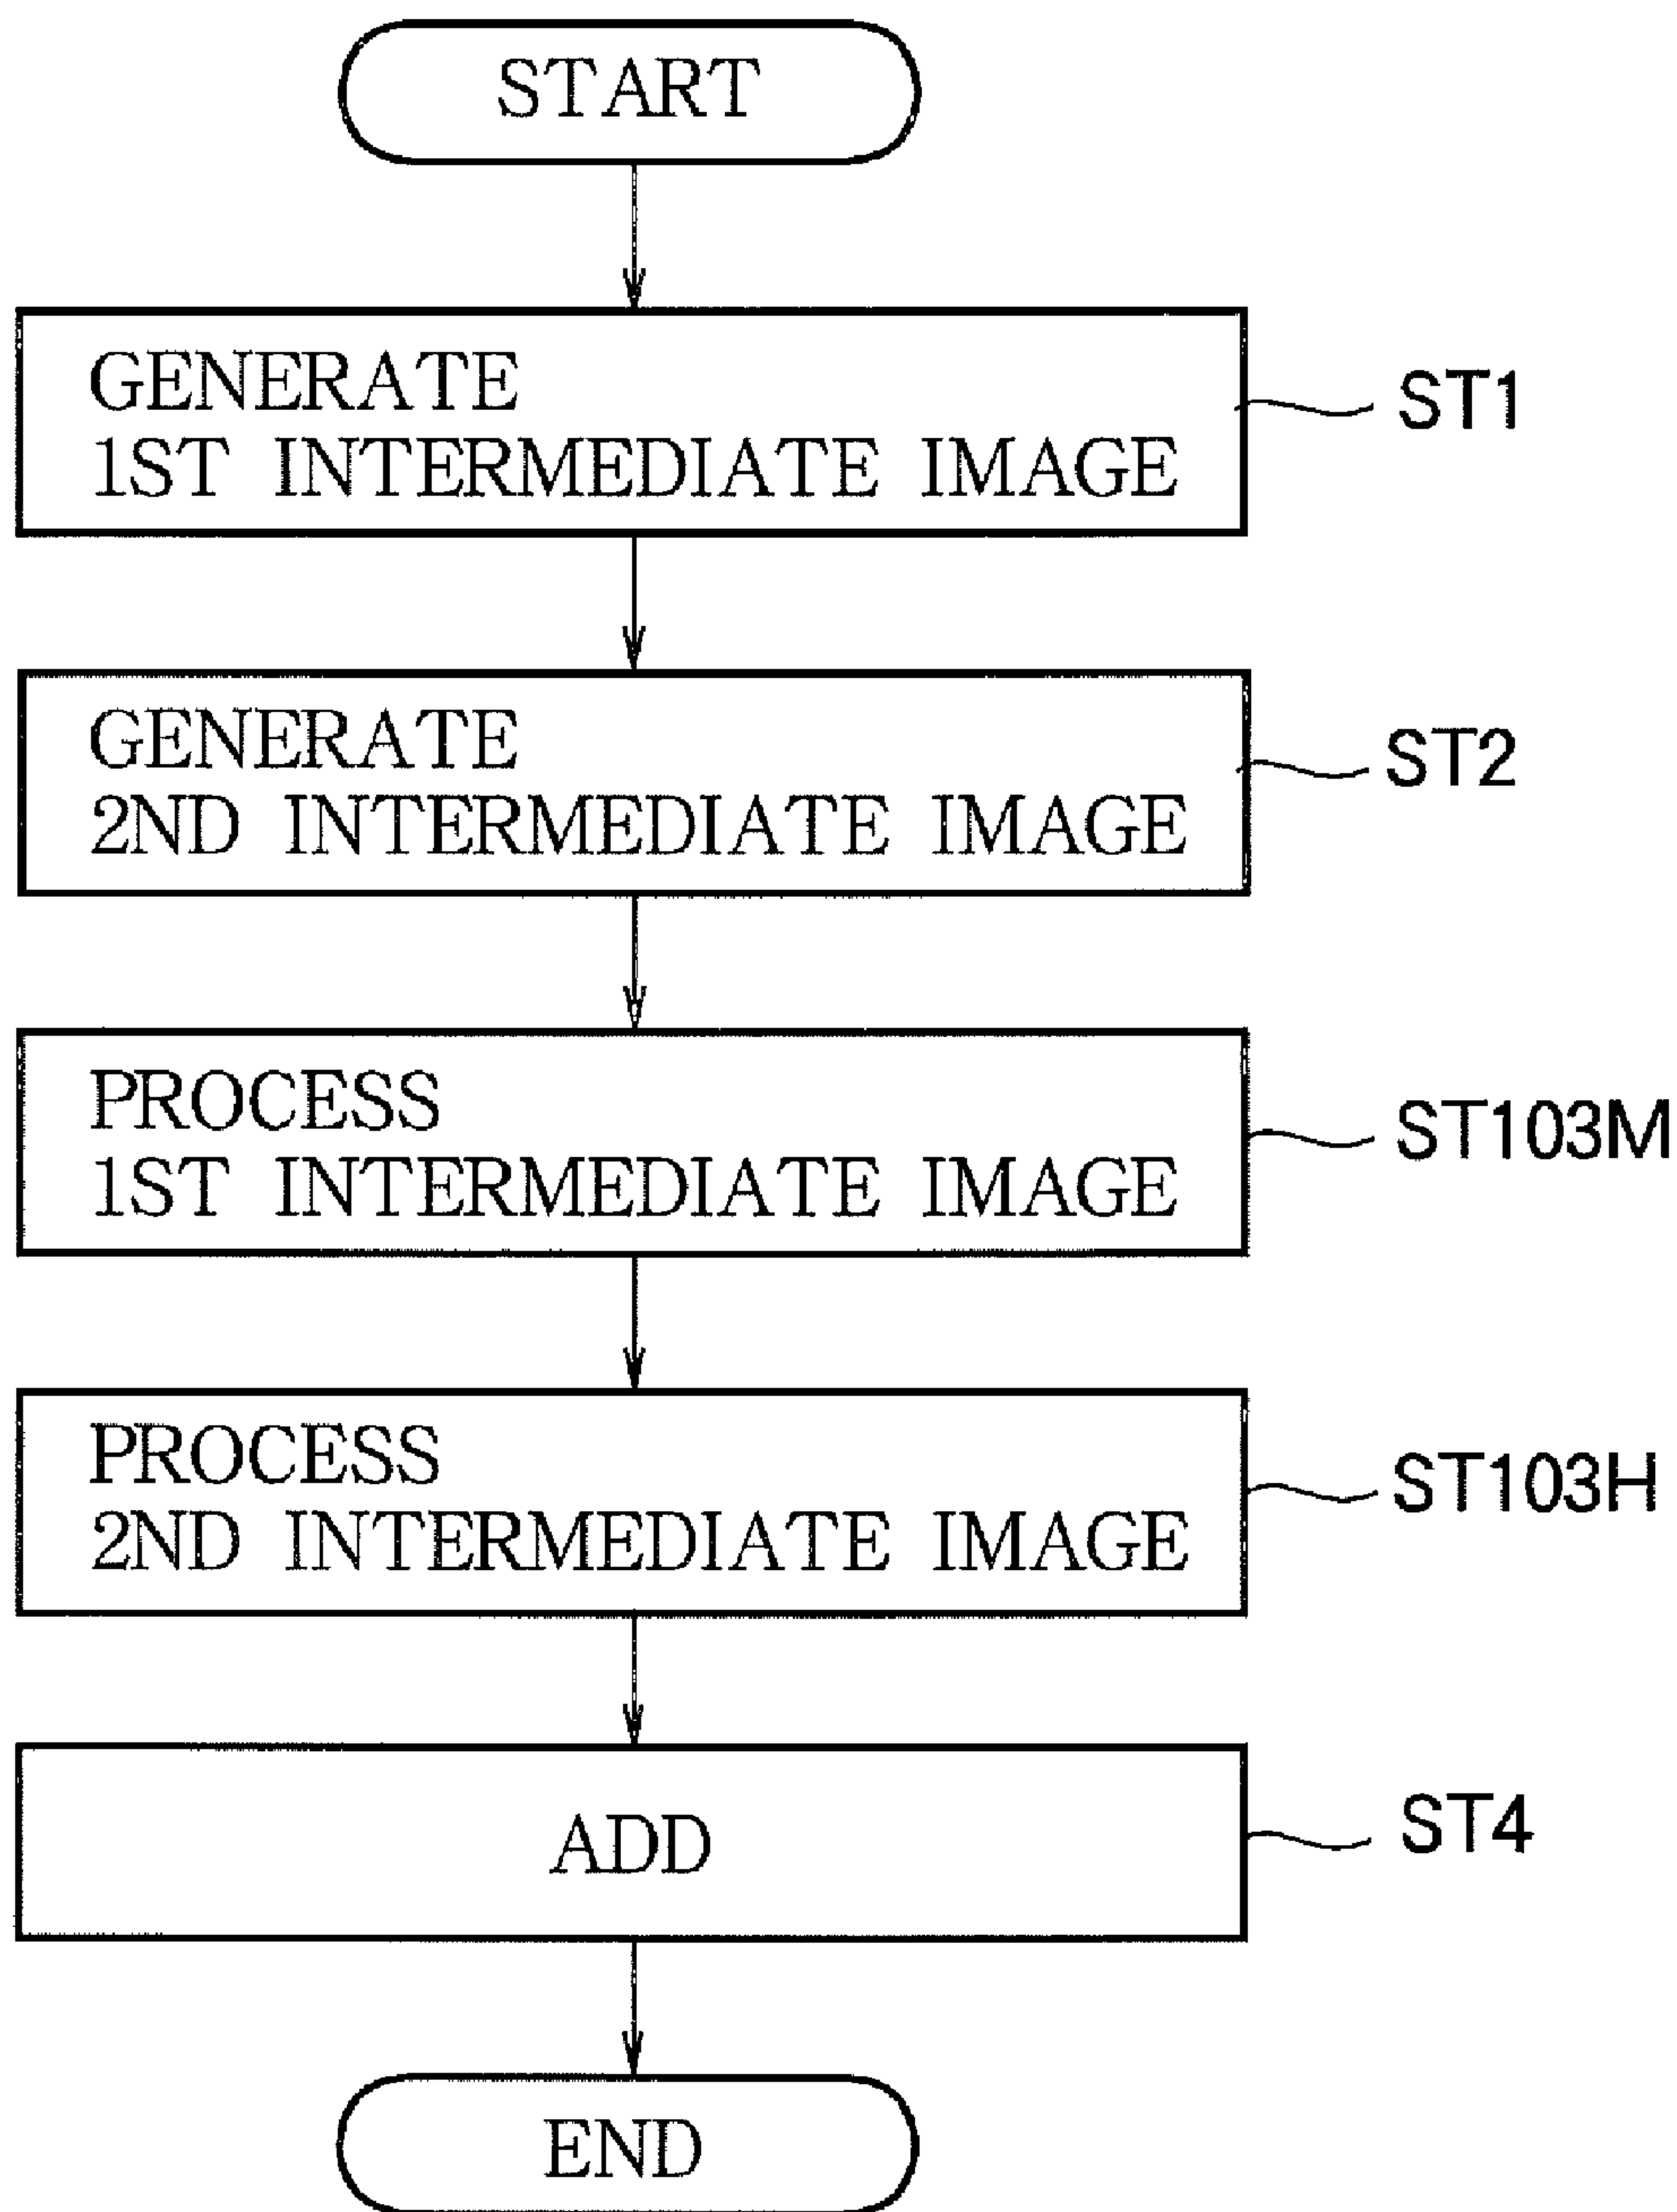 START
GENERATE
1ST INTERMEDIATE IMAGE
ST1
GENERATE
2ND INTERMEDIATE IMAGE
ST2
PROCESS
1ST INTERMEDIATE IMAGE
ST103M
PROCESS
2ND INTERMEDIATE IMAGE
ST103H
ADD
ST4
END